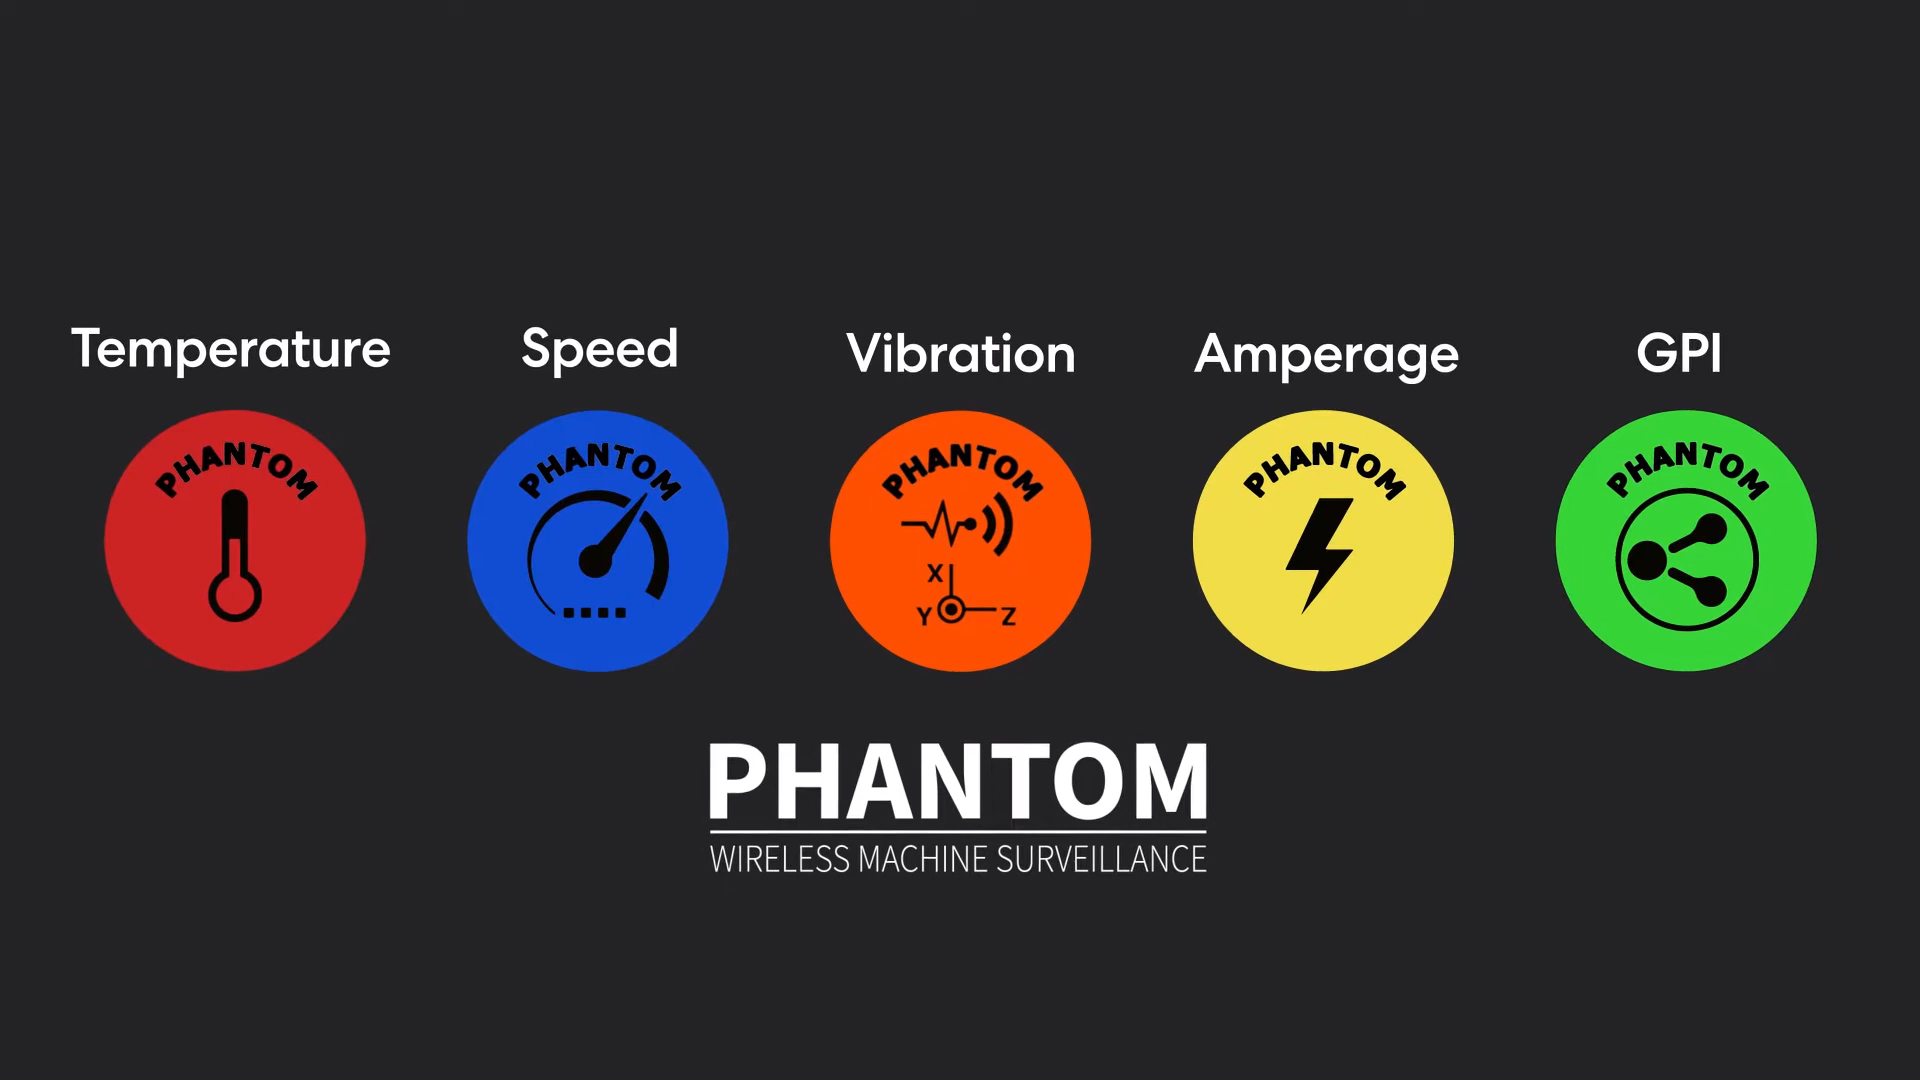 Temperature
Speed
Vibration
Amperage
GPI
PHANTOM
PHANTOM
PHANTOM
PHANTOM
PHANTOM
X
Y
Z
PHANTOM
WIRELESS MACHINE SURVEILLANCE